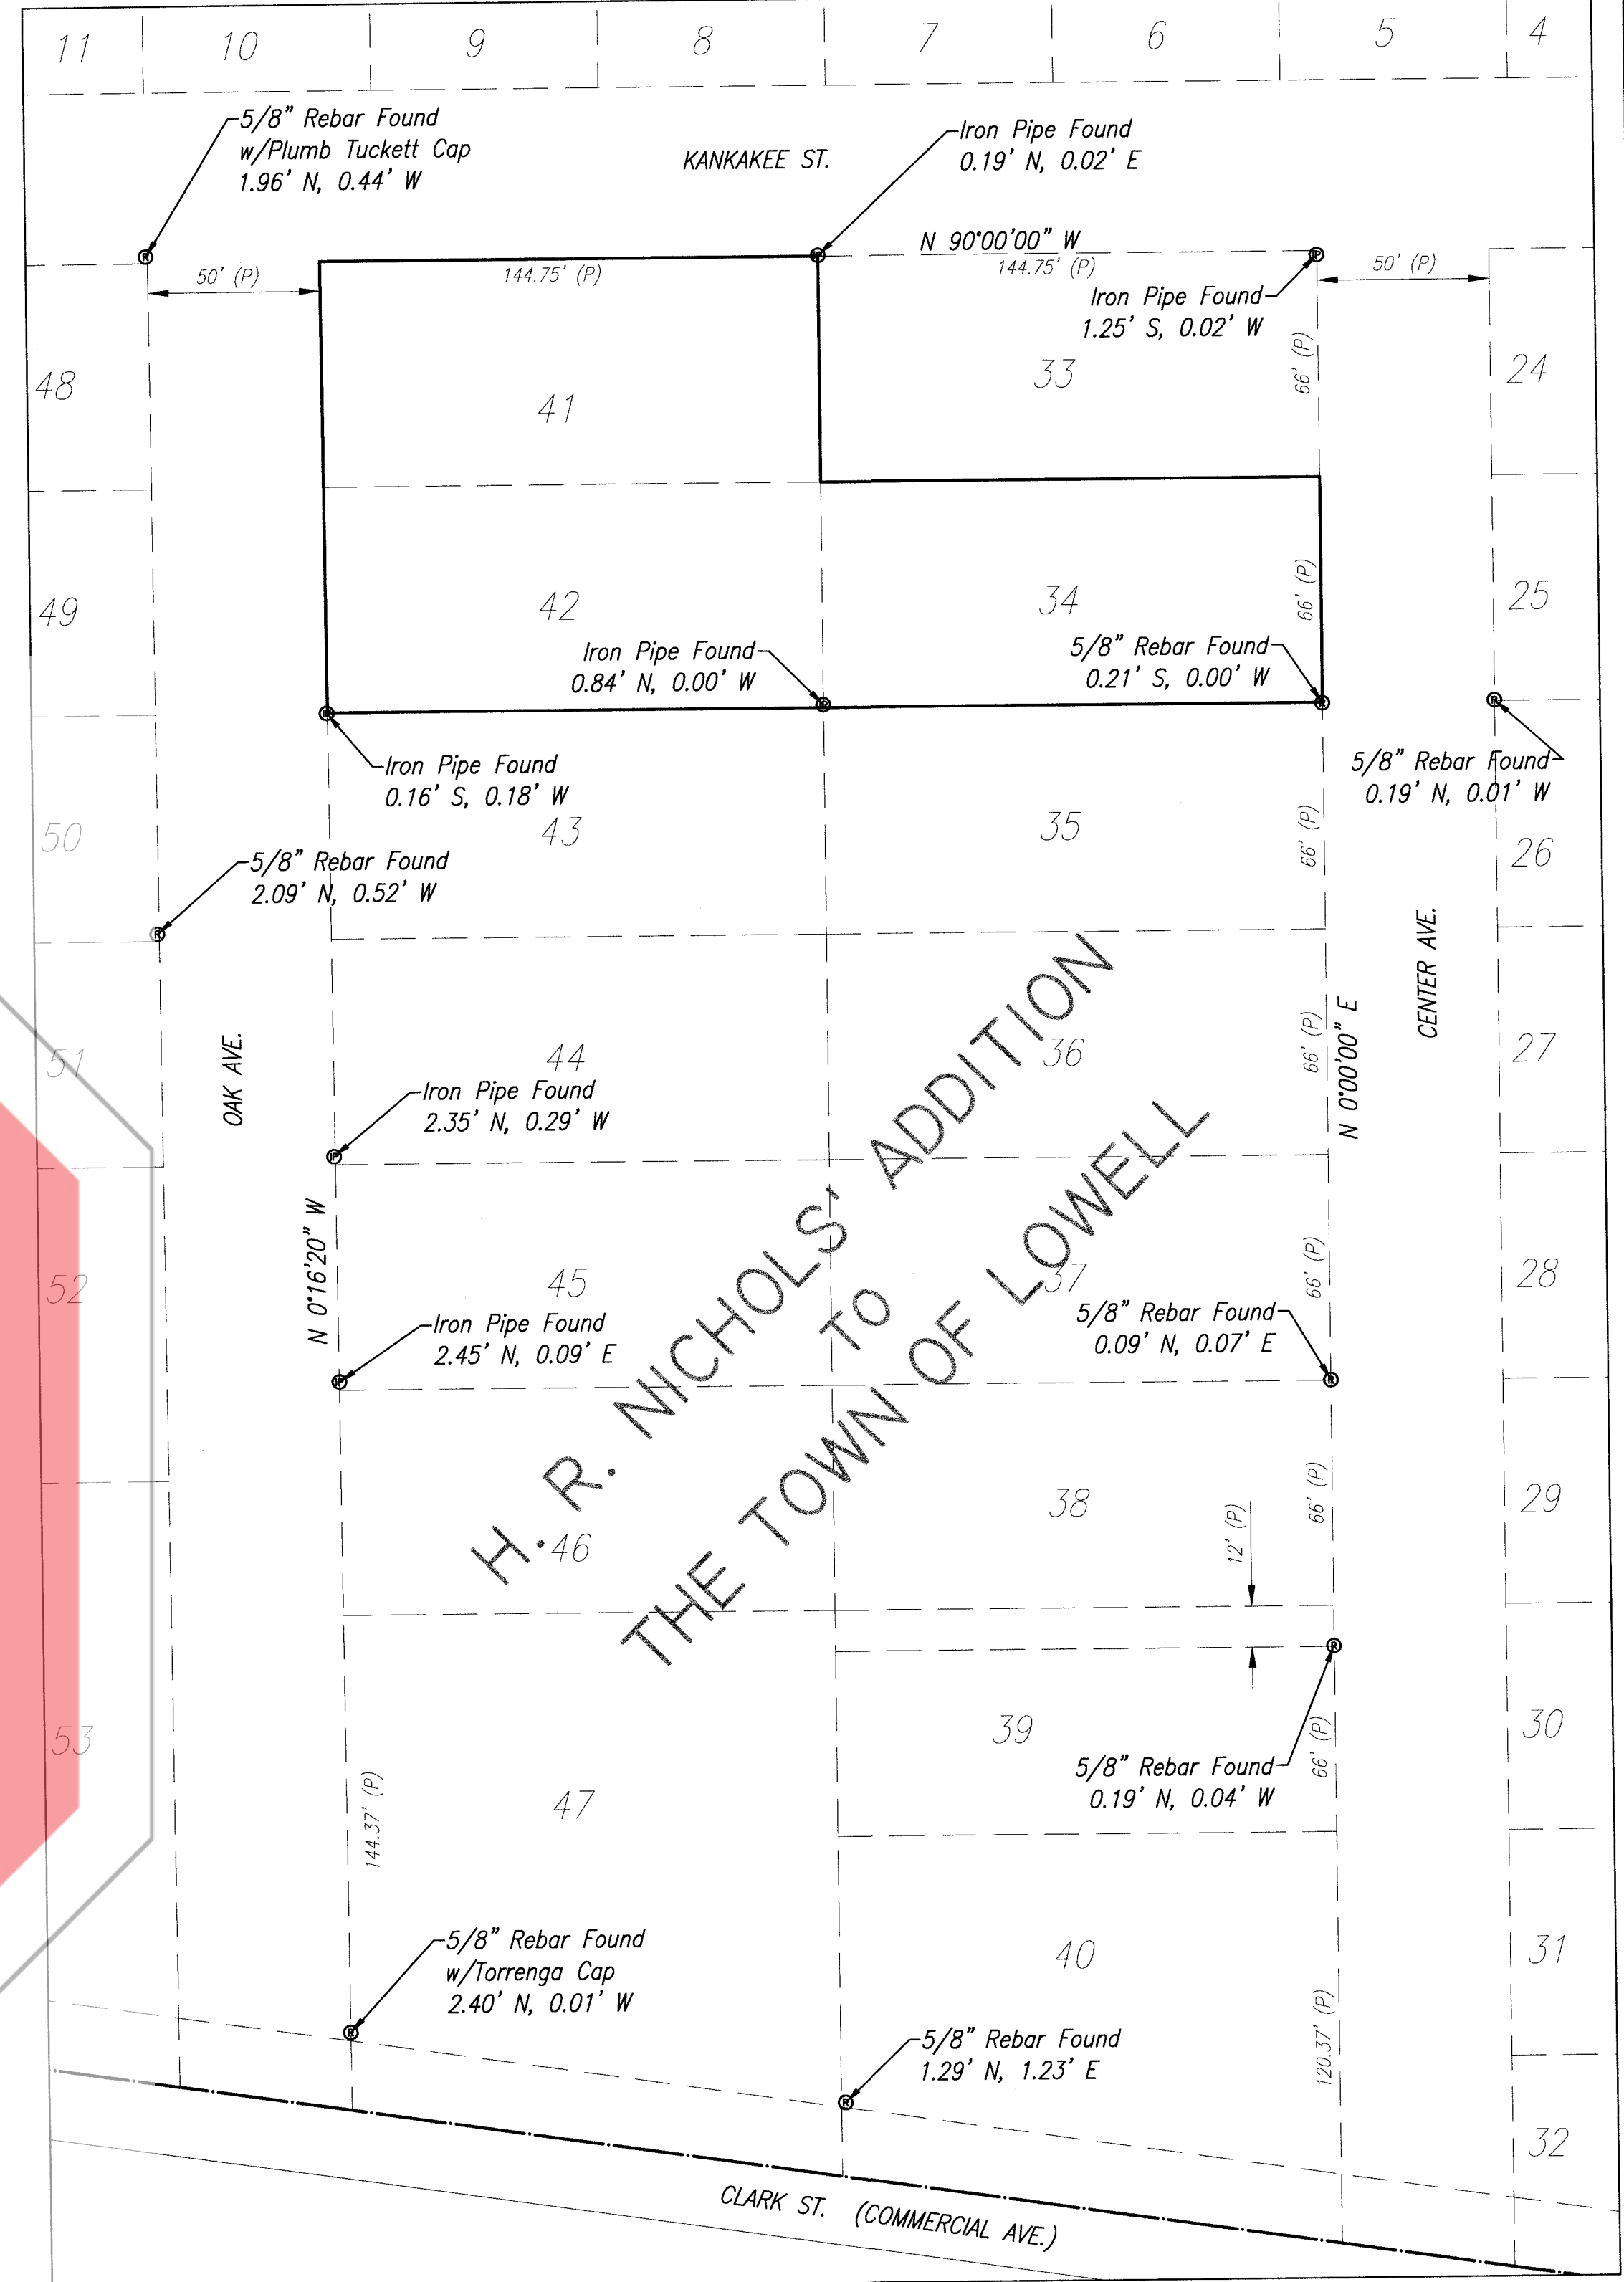 11
10
9
8
7
6
5
4
5/8" Rebar Found
w/Plumb Tuckett Cap
1.96' N, 0.44' W
KANKAKEE ST.
Iron Pipe Found
0.19' N, 0.02' E
N 90°00'00" W
50' (P)
144.75' (P)
144.75' (P)
50' (P)
Iron Pipe Found
1.25' S, 0.02' W
66' (P)
48
41
33
24
49
42
34
66' (P)
25
Iron Pipe Found
0.84' N, 0.00' W
5/8" Rebar Found
0.21' S, 0.00' W
Iron Pipe Found
0.16' S, 0.18' W
5/8" Rebar Found
0.19' N, 0.01' W
50
43
35
66' (P)
26
5/8" Rebar Found
2.09' N, 0.52' W
CENTER AVE.
OAK AVE.
51
44
36
66' (P)
N 0°00'00" E
27
Iron Pipe Found
2.35' N, 0.29' W
N 0°16'20" W
H. R. NICHOLS' ADDITION
TO
THE TOWN OF LOWELL
52
45
37
66' (P)
28
Iron Pipe Found
2.45' N, 0.09' E
5/8" Rebar Found
0.09' N, 0.07' E
46
38
66' (P)
29
12' (P)
53
47
39
66' (P)
30
5/8" Rebar Found
0.19' N, 0.04' W
144.37' (P)
5/8" Rebar Found
w/Torrenga Cap
2.40' N, 0.01' W
40
31
120.37' (P)
5/8" Rebar Found
1.29' N, 1.23' E
32
CLARK ST. (COMMERCIAL AVE.)